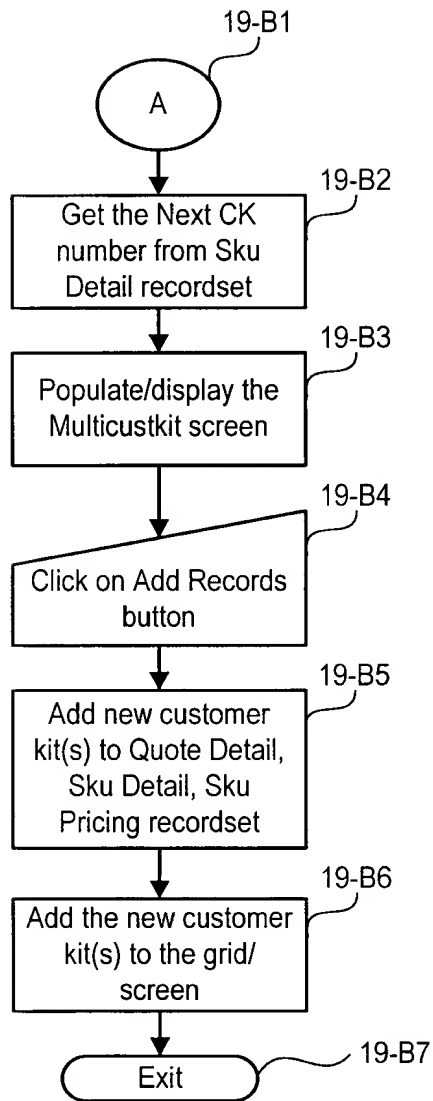 19-B1
A
19-B2
Get the Next CK
number from Sku
Detail recordset
19-B3
Populate/display the
Multicustkit screen
19-B4
Click on Add Records
button
19-B5
Add new customer
kit(s) to Quote Detail,
Sku Detail, Sku
Pricing recordset
19-B6
Add the new customer
kit(s) to the grid/
screen
19-B7
Exit